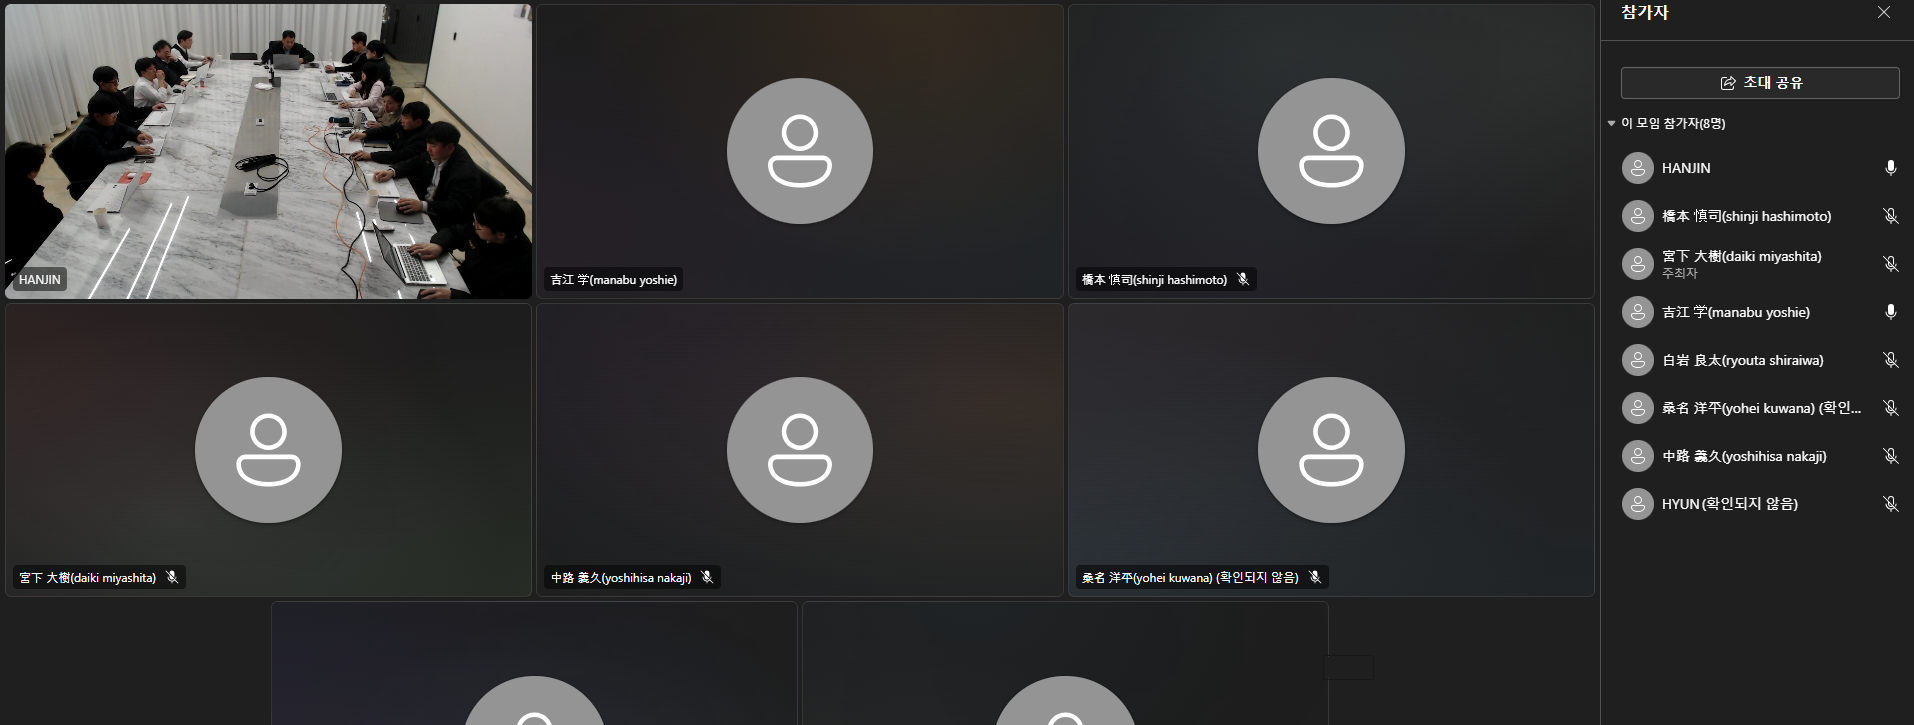 HANJIN
吉江 学(manabu yoshie)
橋本 慎司(shinji hashimoto)
宮下 大樹(daiki miyashita)
中路 義久(yoshihisa nakaji)
桑名 洋平(yohei kuwana) (확인되지 않음)
참가자
초대 공유
이 모임 참가자(8명)
HANJIN
橋本 慎司(shinji hashimoto)
宮下 大樹(daiki miyashita)
주최자
吉江 学(manabu yoshie)
白岩 良太(ryouta shiraiwa)
桑名 洋平(yohei kuwana) (확인...
中路 義久(yoshihisa nakaji)
HYUN(확인되지 않음)